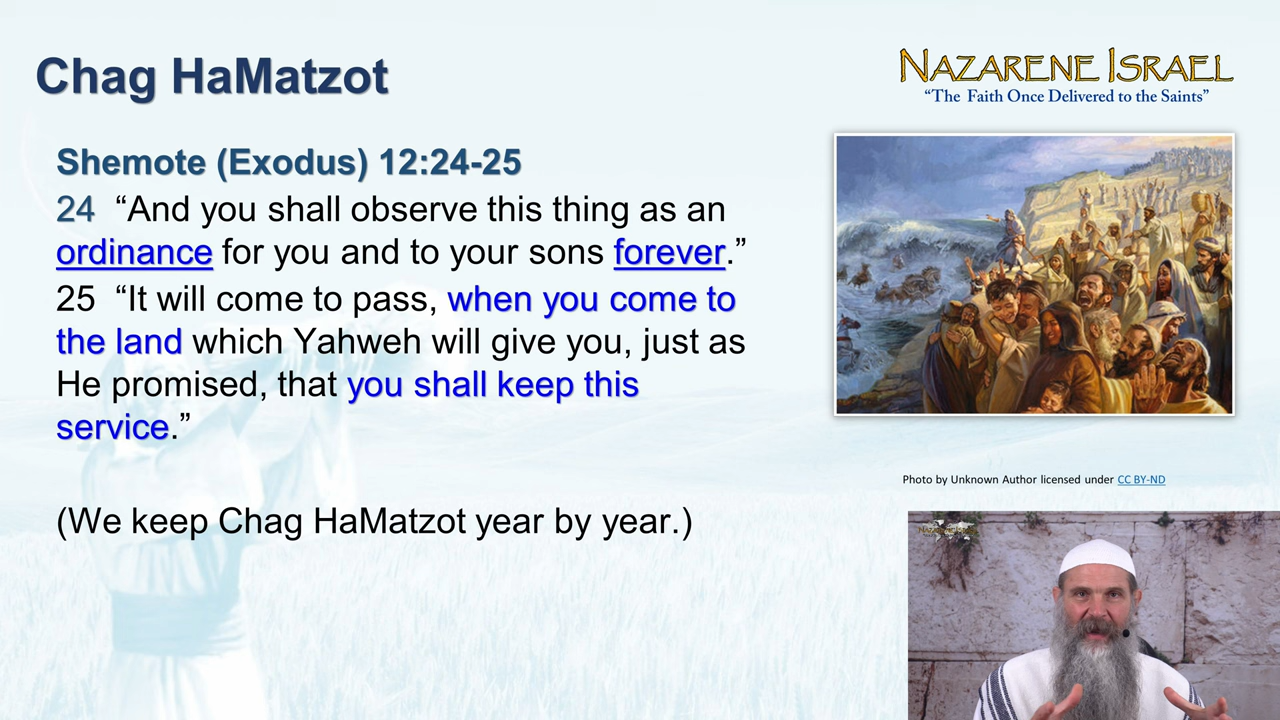 Chag HaMatzot
NAZARENE ISRAEL
“The Faith Once Delivered to the Saints”
Shemote (Exodus) 12:24-25
24 “And you shall observe this thing as an
ordinance for you and to your sons forever.”
25 “It will come to pass, when you come to
the land which Yahweh will give you, just as
He promised, that you shall keep this
service.”
(We keep Chag HaMatzot year by year.)
Photo by Unknown Author licensed under CC BY-ND